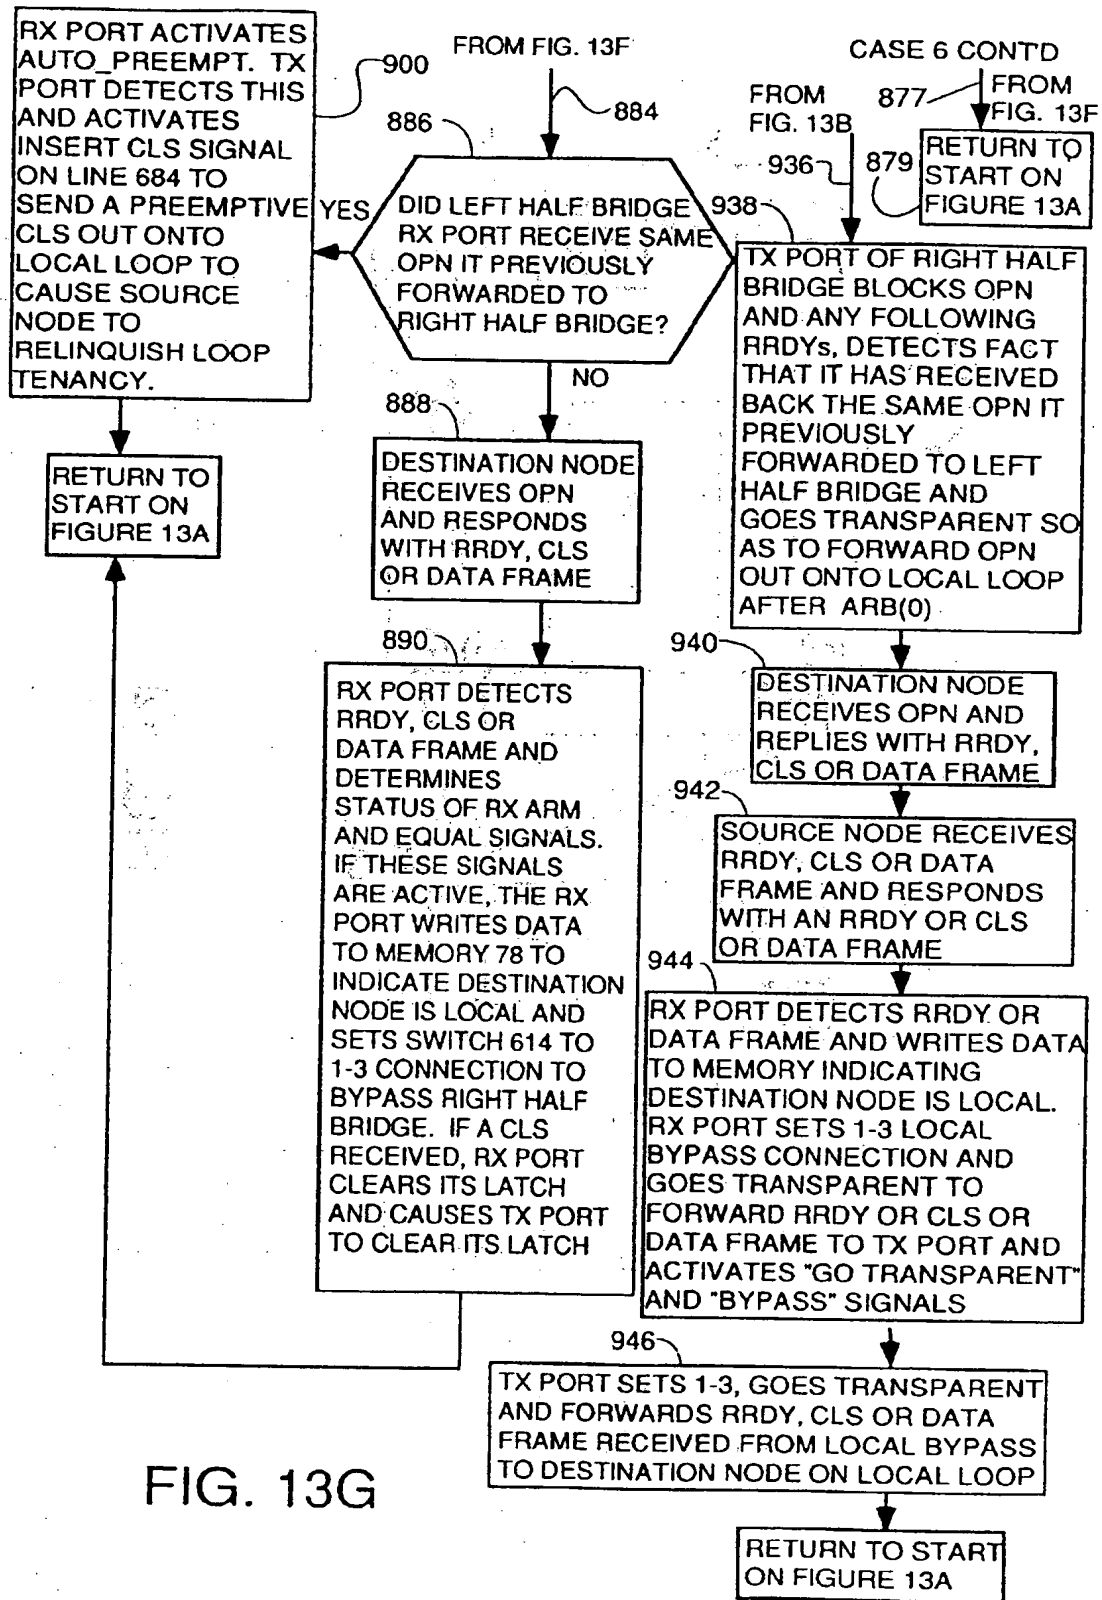 RX PORT ACTIVATES
AUTO_PREEMPT. TX
PORT DETECTS THIS
AND ACTIVATES
INSERT CLS SIGNAL
ON LINE 684 TO
SEND A PREEMPTIVE
CLS OUT ONTO
LOCAL LOOP TO
CAUSE SOURCE
NODE TO
RELINQUISH LOOP
TENANCY.
900
RETURN TO
START ON
FIGURE 13A
FROM FIG. 13F
884
886
DID LEFT HALF BRIDGE
RX PORT RECEIVE SAME
OPN IT PREVIOUSLY
FORWARDED TO
RIGHT HALF BRIDGE?
YES
NO
888
DESTINATION NODE
RECEIVES OPN
AND RESPONDS
WITH RRDY, CLS
OR DATA FRAME
890
RX PORT DETECTS
RRDY, CLS OR
DATA FRAME AND
DETERMINES
STATUS OF RX ARM
AND EQUAL SIGNALS.
IF THESE SIGNALS
ARE ACTIVE, THE RX
PORT WRITES DATA
TO MEMORY 78 TO
INDICATE DESTINATION
NODE IS LOCAL AND
SETS SWITCH 614 TO
1-3 CONNECTION TO
BYPASS RIGHT HALF
BRIDGE. IF A CLS
RECEIVED, RX PORT
CLEARS ITS LATCH
AND CAUSES TX PORT
TO CLEAR ITS LATCH
CASE 6 CONT'D
877
FROM
FIG. 13F
879
RETURN TO
START ON
FIGURE 13A
FROM
FIG. 13B
936
938
TX PORT OF RIGHT HALF
BRIDGE BLOCKS OPN
AND ANY FOLLOWING
RRDYs, DETECTS FACT
THAT IT HAS RECEIVED
BACK THE SAME OPN IT
PREVIOUSLY
FORWARDED TO LEFT
HALF BRIDGE AND
GOES TRANSPARENT SO
AS TO FORWARD OPN
OUT ONTO LOCAL LOOP
AFTER ARB(0)
940
DESTINATION NODE
RECEIVES OPN AND
REPLIES WITH RRDY,
CLS OR DATA FRAME
942
SOURCE NODE RECEIVES
RRDY, CLS OR DATA
FRAME AND RESPONDS
WITH AN RRDY OR CLS
OR DATA FRAME
944
RX PORT DETECTS RRDY OR
DATA FRAME AND WRITES DATA
TO MEMORY INDICATING
DESTINATION NODE IS LOCAL.
RX PORT SETS 1-3 LOCAL
BYPASS CONNECTION AND
GOES TRANSPARENT TO
FORWARD RRDY OR CLS OR
DATA FRAME TO TX PORT AND
ACTIVATES "GO TRANSPARENT"
AND "BYPASS" SIGNALS
946
TX PORT SETS 1-3, GOES TRANSPARENT
AND FORWARDS RRDY, CLS OR DATA
FRAME RECEIVED FROM LOCAL BYPASS
TO DESTINATION NODE ON LOCAL LOOP
RETURN TO START
ON FIGURE 13A
FIG. 13G